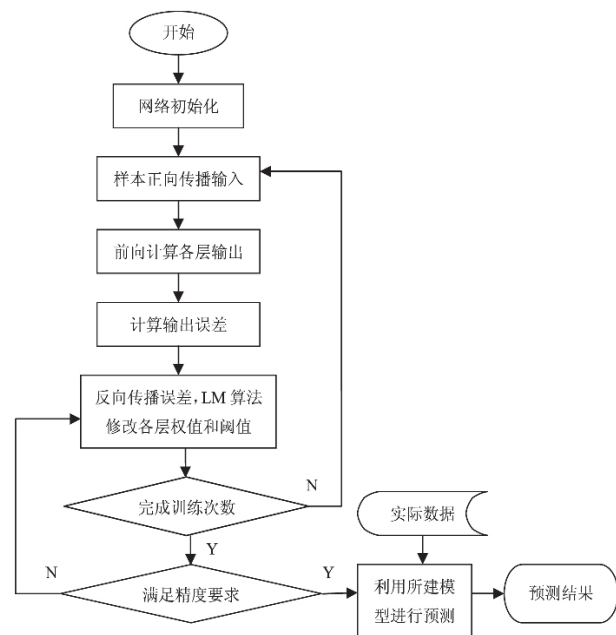 开始
网络初始化
样本正向传播输入
前向计算各层输出
计算输出误差
反向传播误差,LM 算法
修改各层权值和阈值
完成训练次数
N
Y
实际数据
满足精度要求
N
Y
利用所建模
型进行预测
预测结果